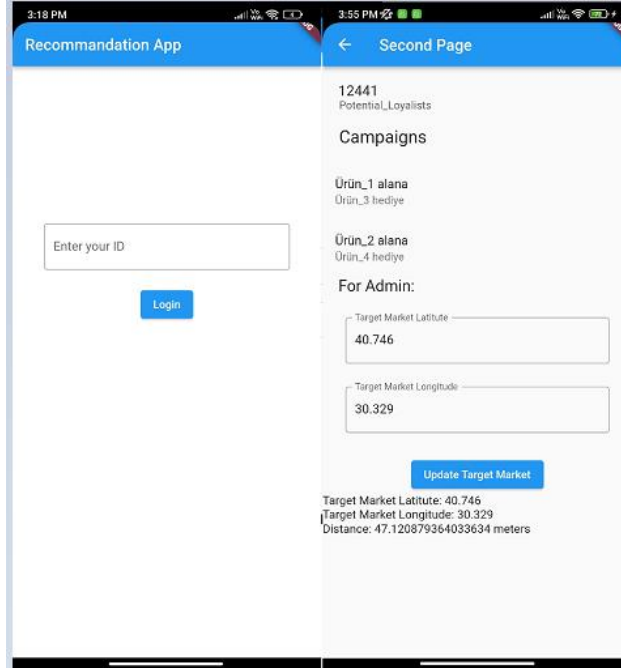 3:18 PM
Recommandation App
Enter your ID
Login
3:55 PM
Second Page
12441
Potential_Loyalists
Campaigns
Ürün_1 alana
Ürün_3 hediye
Ürün_2 alana
Ürün_4 hediye
For Admin:
Target Market Latitute
40.746
Target Market Longitude
30.329
Update Target Market
Target Market Latitute: 40.746
Target Market Longitude: 30.329
Distance: 47.120879364033634 meters